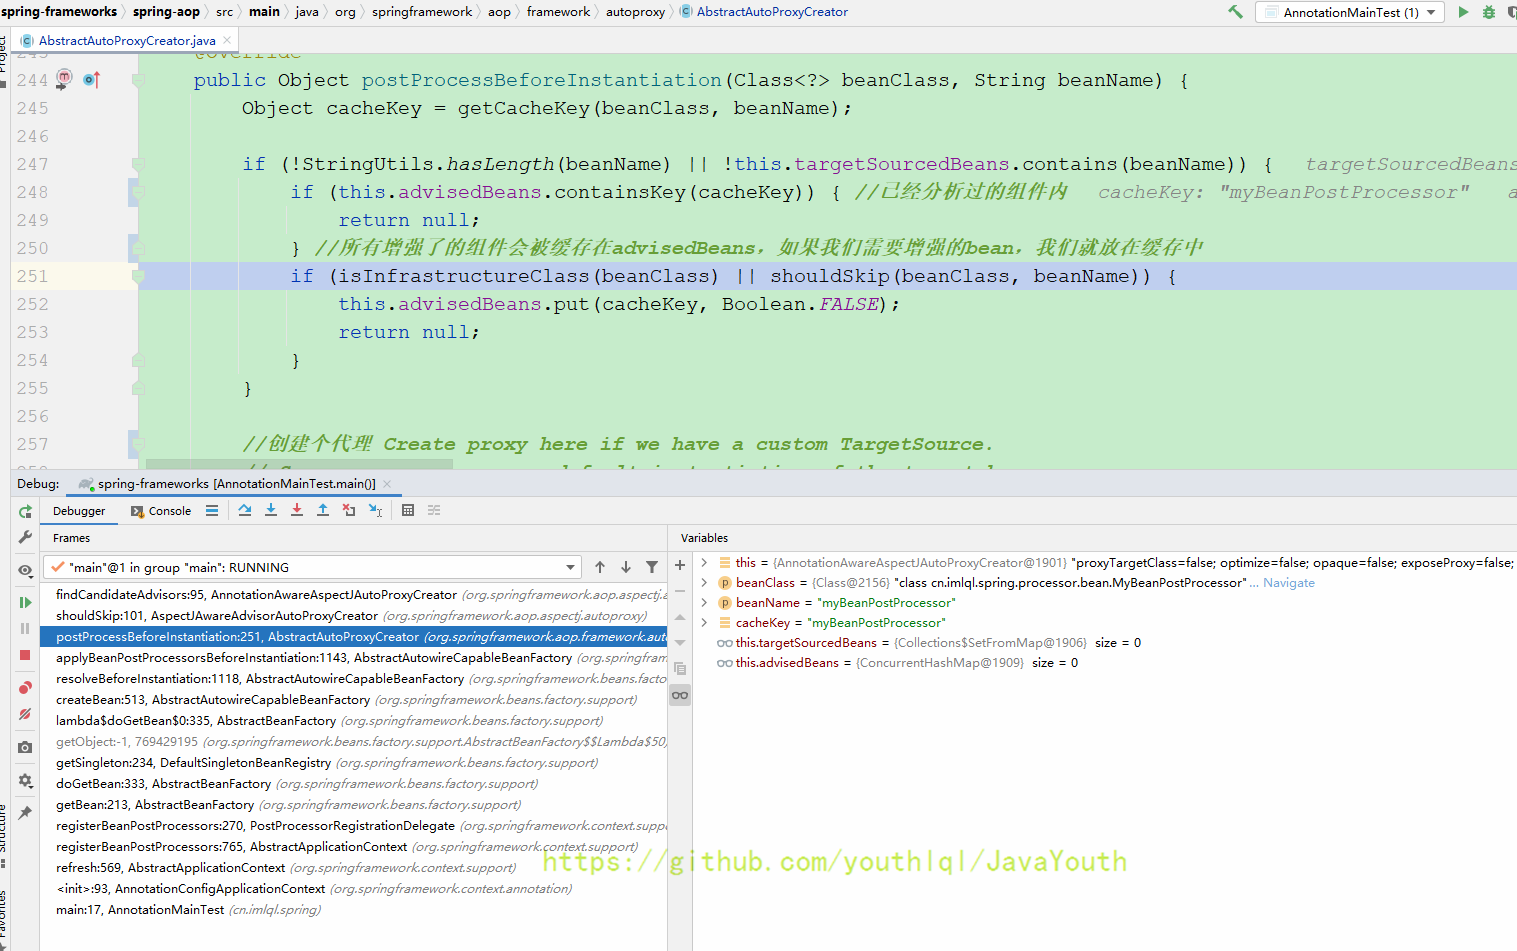 spring-frameworks › spring-aop › src › main › java › org › springframework › aop › framework › autoproxy › AbstractAutoProxyCreator
AnnotationMainTest (1)
AbstractAutoProxyCreator.java
Project
@Override
244 public Object postProcessBeforeInstantiation(Class<?> beanClass, String beanName) {
245 Object cacheKey = getCacheKey(beanClass, beanName);
246
247 if (!StringUtils.hasLength(beanName) || !this.targetSourcedBeans.contains(beanName)) { targetSourcedBeans
248 if (this.advisedBeans.containsKey(cacheKey)) { //已经分析过的组件内 cacheKey: "myBeanPostProcessor" a
249 return null;
250 } //所有增强了的组件会被缓存在advisedBeans，如果我们需要增强的bean，我们就放在缓存中
251 if (isInfrastructureClass(beanClass) || shouldSkip(beanClass, beanName)) {
252 this.advisedBeans.put(cacheKey, Boolean.FALSE);
253 return null;
254 }
255 }
256
257 //创建个代理 Create proxy here if we have a custom TargetSource.
Debug: spring-frameworks [AnnotationMainTest.main()]
Debugger Console
Frames
"main"@1 in group "main": RUNNING
findCandidateAdvisors:95, AnnotationAwareAspectJAutoProxyCreator (org.springframework.aop.aspectj.a
shouldSkip:101, AspectJAwareAdvisorAutoProxyCreator (org.springframework.aop.aspectj.autoproxy)
postProcessBeforeInstantiation:251, AbstractAutoProxyCreator (org.springframework.aop.framework.aut
applyBeanPostProcessorsBeforeInstantiation:1143, AbstractAutowireCapableBeanFactory (org.springfram
resolveBeforeInstantiation:1118, AbstractAutowireCapableBeanFactory (org.springframework.beans.facto
createBean:513, AbstractAutowireCapableBeanFactory (org.springframework.beans.factory.support)
lambda$doGetBean$0:335, AbstractBeanFactory (org.springframework.beans.factory.support)
getObject:-1, 769429195 (org.springframework.beans.factory.support.AbstractBeanFactory$$Lambda$50)
getSingleton:234, DefaultSingletonBeanRegistry (org.springframework.beans.factory.support)
doGetBean:333, AbstractBeanFactory (org.springframework.beans.factory.support)
getBean:213, AbstractBeanFactory (org.springframework.beans.factory.support)
registerBeanPostProcessors:270, PostProcessorRegistrationDelegate (org.springframework.context.suppo
registerBeanPostProcessors:765, AbstractApplicationContext (org.springframework.context.support)
refresh:569, AbstractApplicationContext (org.springframework.context.support)
<init>:93, AnnotationConfigApplicationContext (org.springframework.context.annotation)
main:17, AnnotationMainTest (cn.imlql.spring)
Variables
this = {AnnotationAwareAspectJAutoProxyCreator@1901} "proxyTargetClass=false; optimize=false; opaque=false; exposeProxy=false;
beanClass = {Class@2156} "class cn.imlql.spring.processor.bean.MyBeanPostProcessor" ... Navigate
beanName = "myBeanPostProcessor"
cacheKey = "myBeanPostProcessor"
this.targetSourcedBeans = {Collections$SetFromMap@1906} size = 0
this.advisedBeans = {ConcurrentHashMap@1909} size = 0
Structure
Favorites
https://github.com/youthlql/JavaYouth